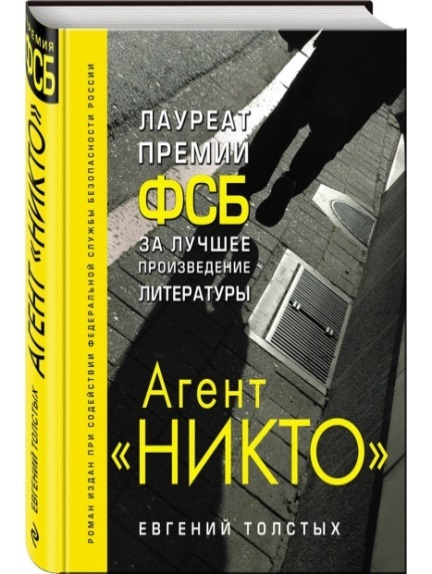 ПРЕМИЯ
ФСБ
АГЕНТ «НИКТО»
ЕВГЕНИЙ ТОЛСТЫХ
РОМАН ИЗДАН ПРИ СОДЕЙСТВИИ ФЕДЕРАЛЬНОЙ СЛУЖБЫ БЕЗОПАСНОСТИ РОССИИ
ЛАУРЕАТ
ПРЕМИИ
ФСБ
ЗА ЛУЧШЕЕ
ПРОИЗВЕДЕНИЕ
ЛИТЕРАТУРЫ
Агент
«НИКТО»
ЕВГЕНИЙ ТОЛСТЫХ